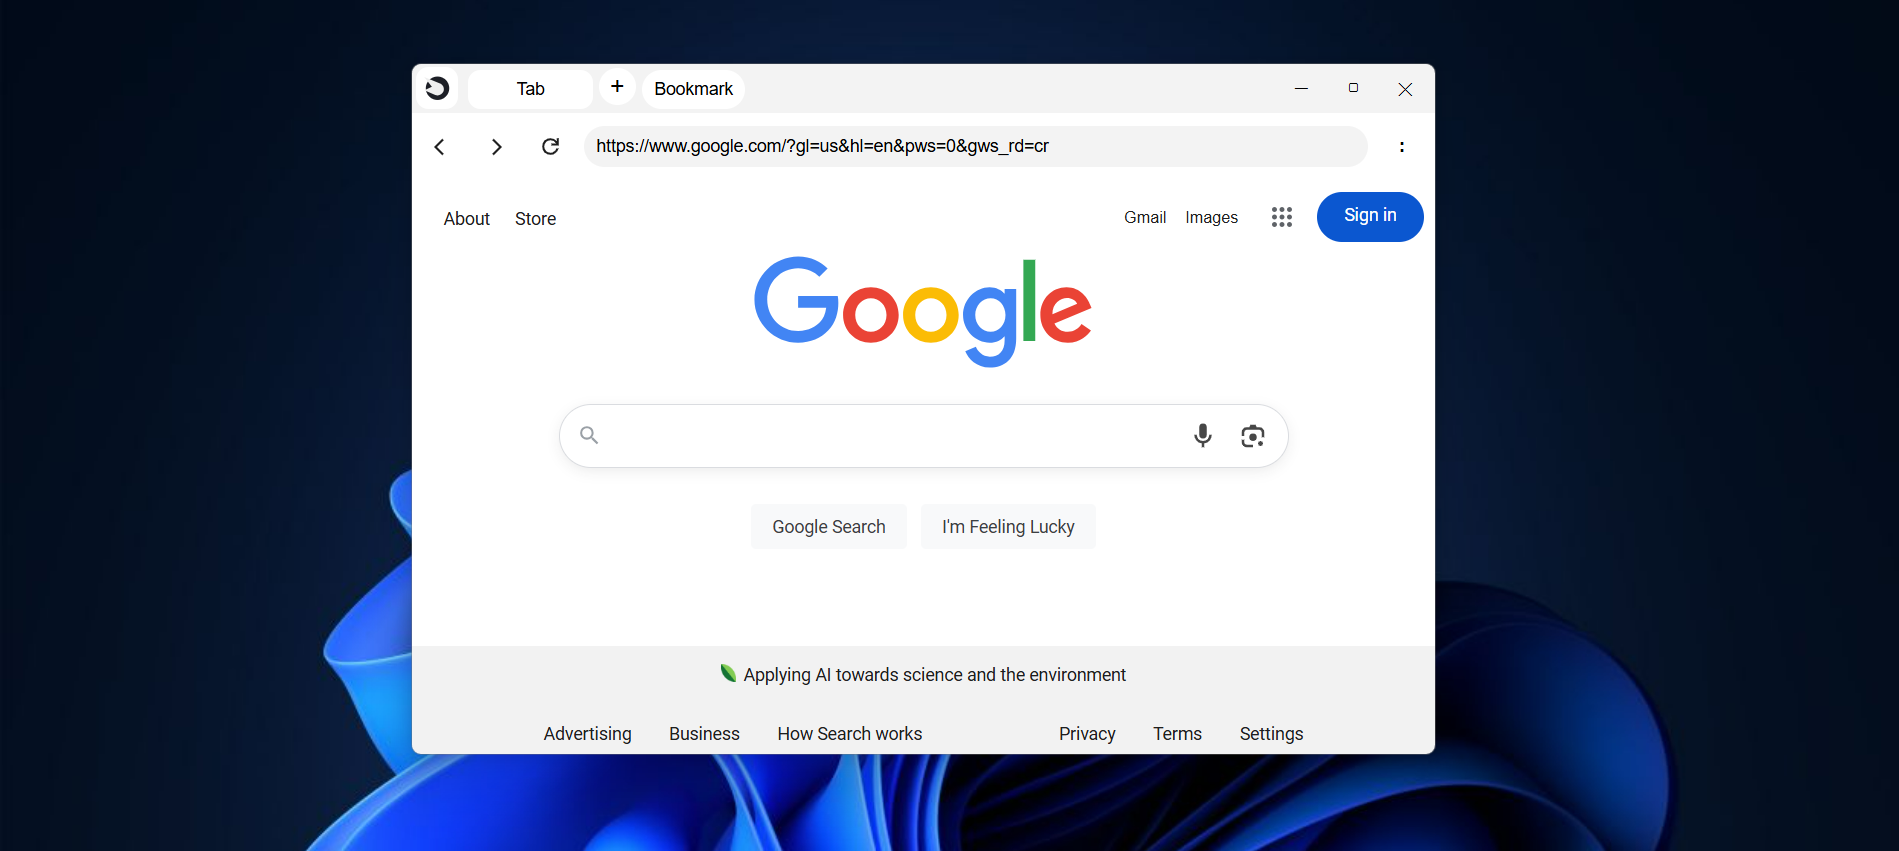 Tab + Bookmark
https://www.google.com/?gl=us&hl=en&pws=0&gws_rd=cr
About Store Gmail Images Sign in
Google
Google Search I'm Feeling Lucky
Applying AI towards science and the environment
Advertising Business How Search works Privacy Terms Settings